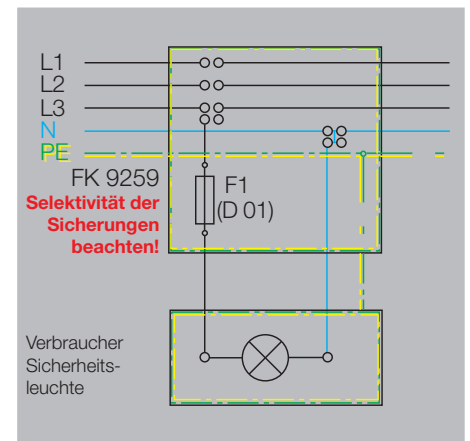 L1
L2
L3
N
PE
FK 9259
Selektivität der
Sicherungen
beachten!
F1
(D 01)
Verbraucher
Sicherheits-
leuchte